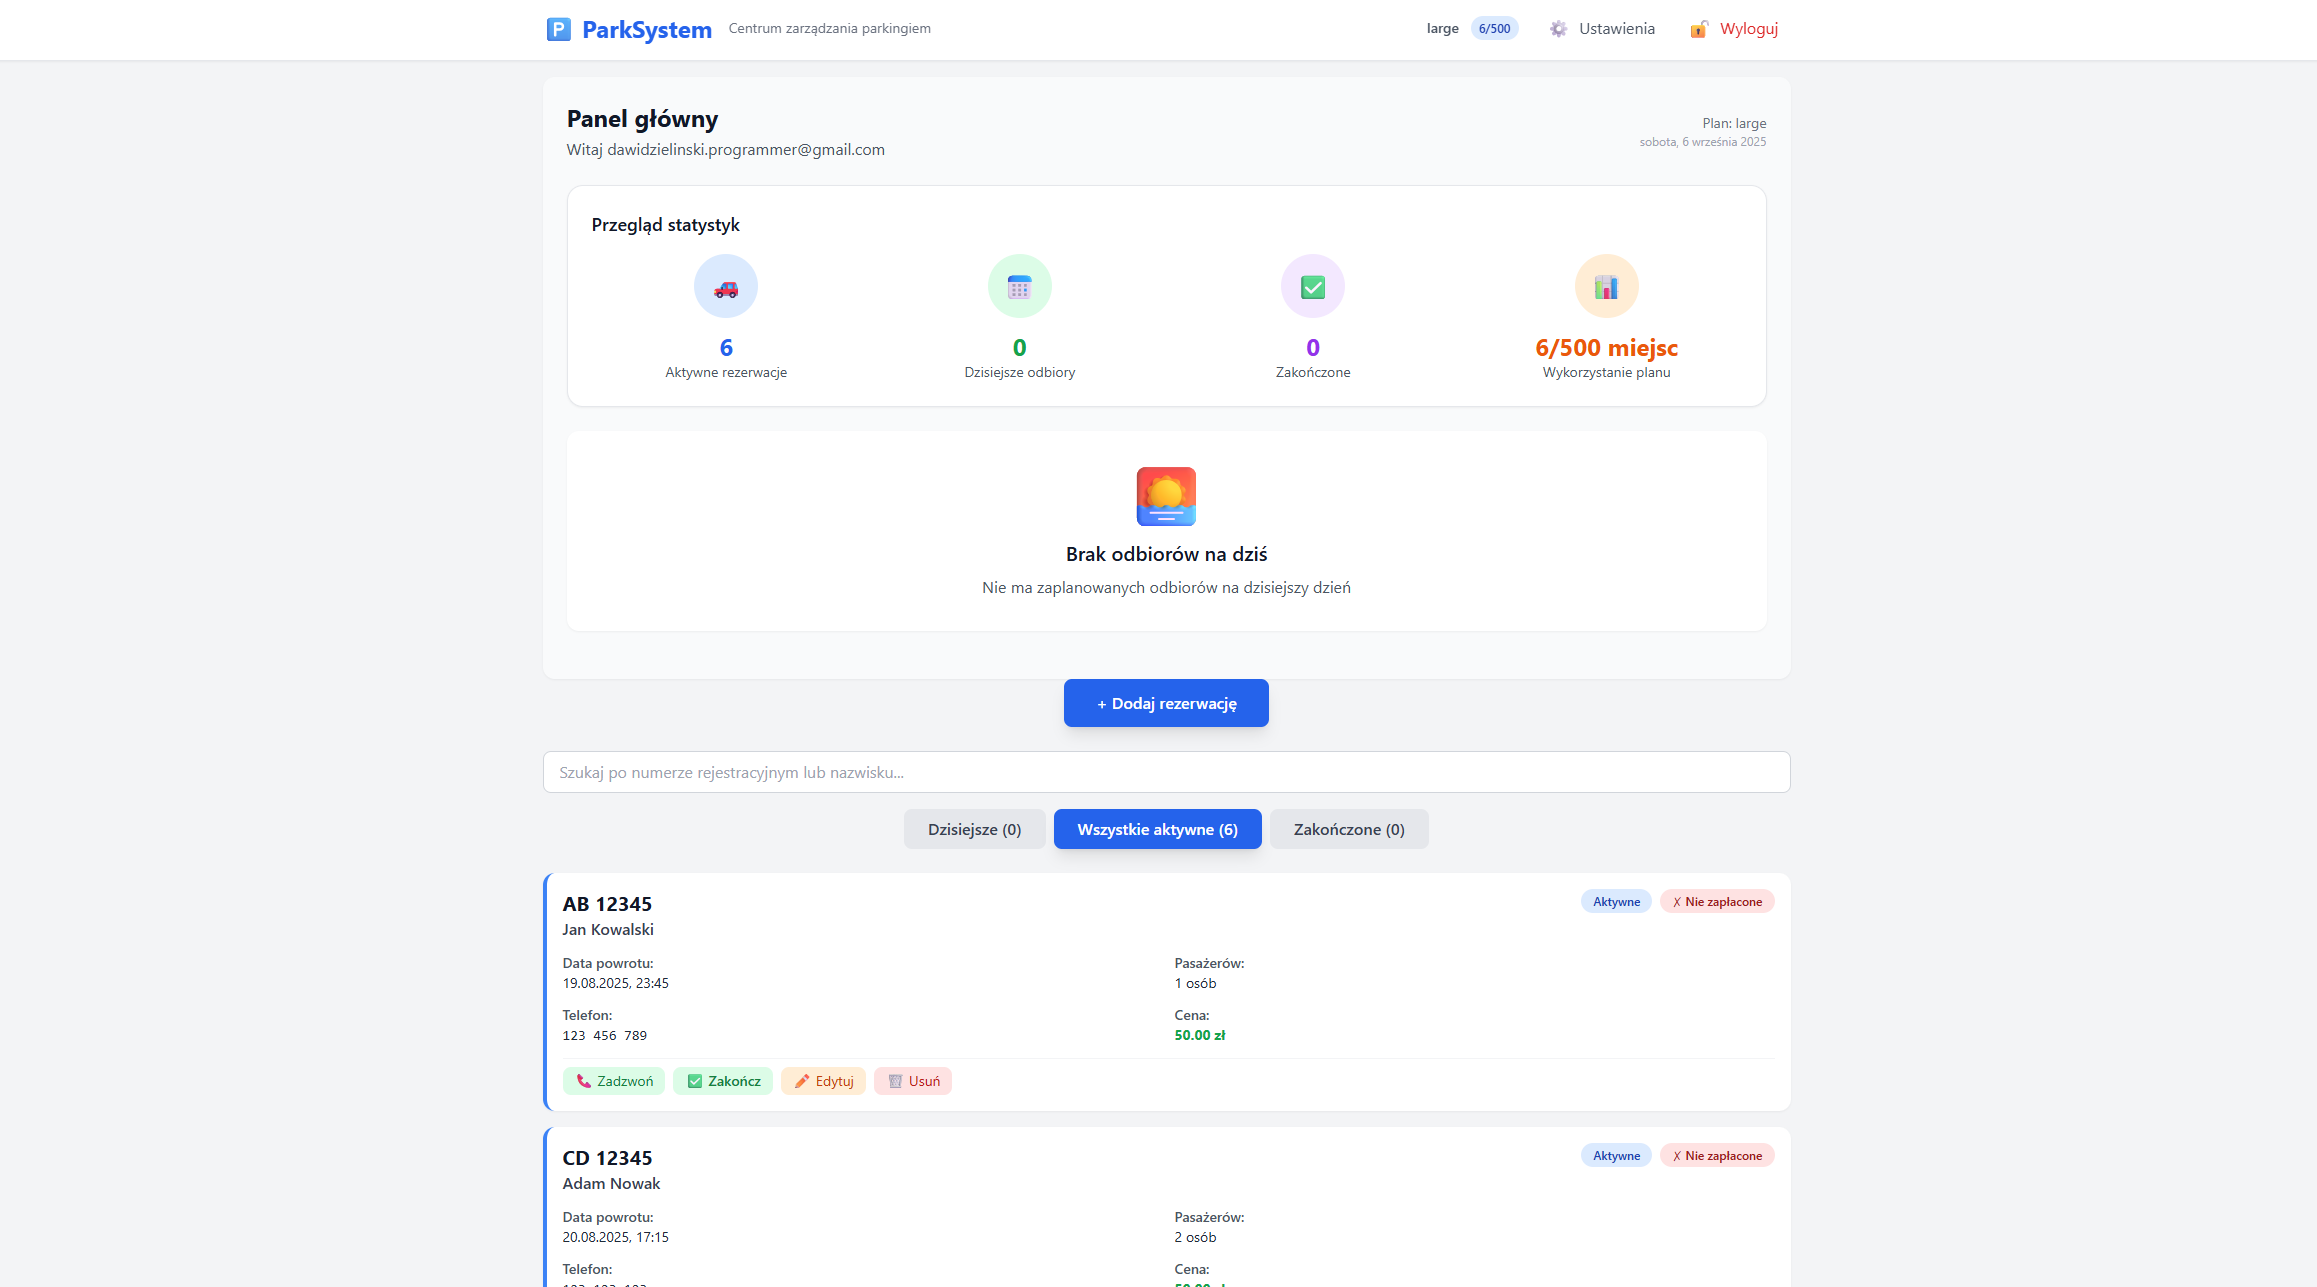 P ParkSystem Centrum zarządzania parkingiem large 6/500 Ustawienia Wyloguj
Panel główny
Witaj dawidzielinski.programmer@gmail.com
Plan: large
sobota, 6 września 2025
Przegląd statystyk
6
Aktywne rezerwacje
0
Dzisiejsze odbiory
0
Zakończone
6/500 miejsc
Wykorzystanie planu
Brak odbiorów na dziś
Nie ma zaplanowanych odbiorów na dzisiejszy dzień
+ Dodaj rezerwację
Szukaj po numerze rejestracyjnym lub nazwisku...
Dzisiejsze (0) Wszystkie aktywne (6) Zakończone (0)
AB 12345
Aktywne ✗ Nie zapłacone
Jan Kowalski
Data powrotu:
19.08.2025, 23:45
Pasażerów:
1 osób
Telefon:
123 456 789
Cena:
50.00 zł
Zadzwoń Zakończ Edytuj Usuń
CD 12345
Aktywne ✗ Nie zapłacone
Adam Nowak
Data powrotu:
20.08.2025, 17:15
Pasażerów:
2 osób
Telefon:
Cena: